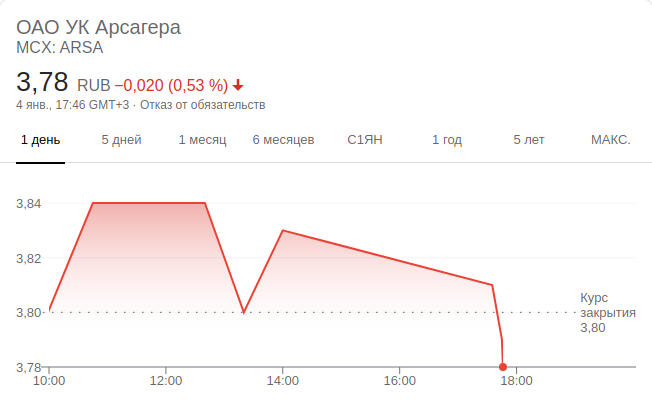 ОАО УК Арсагера
MCX: ARSA
3,78 RUB −0,020 (0,53 %)
4 янв., 17:46 GMT+3 · Отказ от обязательств
1 день 5 дней 1 месяц 6 месяцев С1ЯН 1 год 5 лет МАКС.
3,84
3,82
3,80
3,78
Курс
закрытия
3,80
10:00 12:00 14:00 16:00 18:00